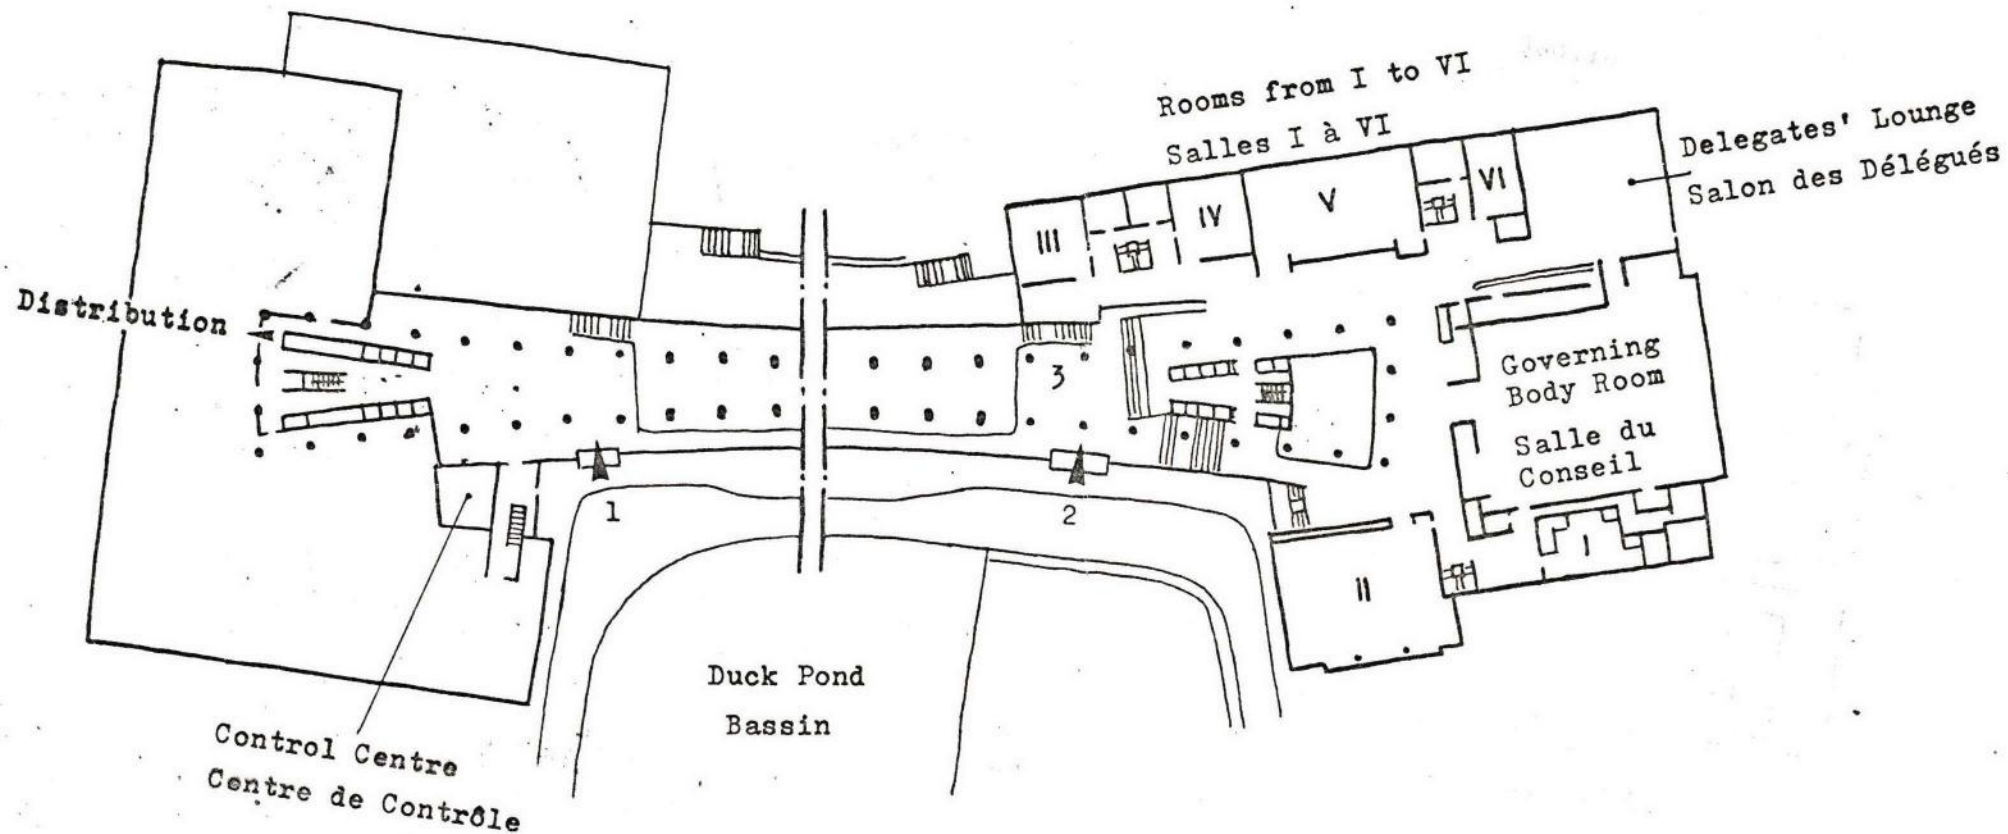 Rooms from I to VI
Salles I à VI
Delegates' Lounge
Salon des Délégués
III
IV
V
VI
Distribution
3
Governing
Body Room
Salle du
Conseil
1
2
I
II
Duck Pond
Bassin
Control Centre
Centre de Contrôle